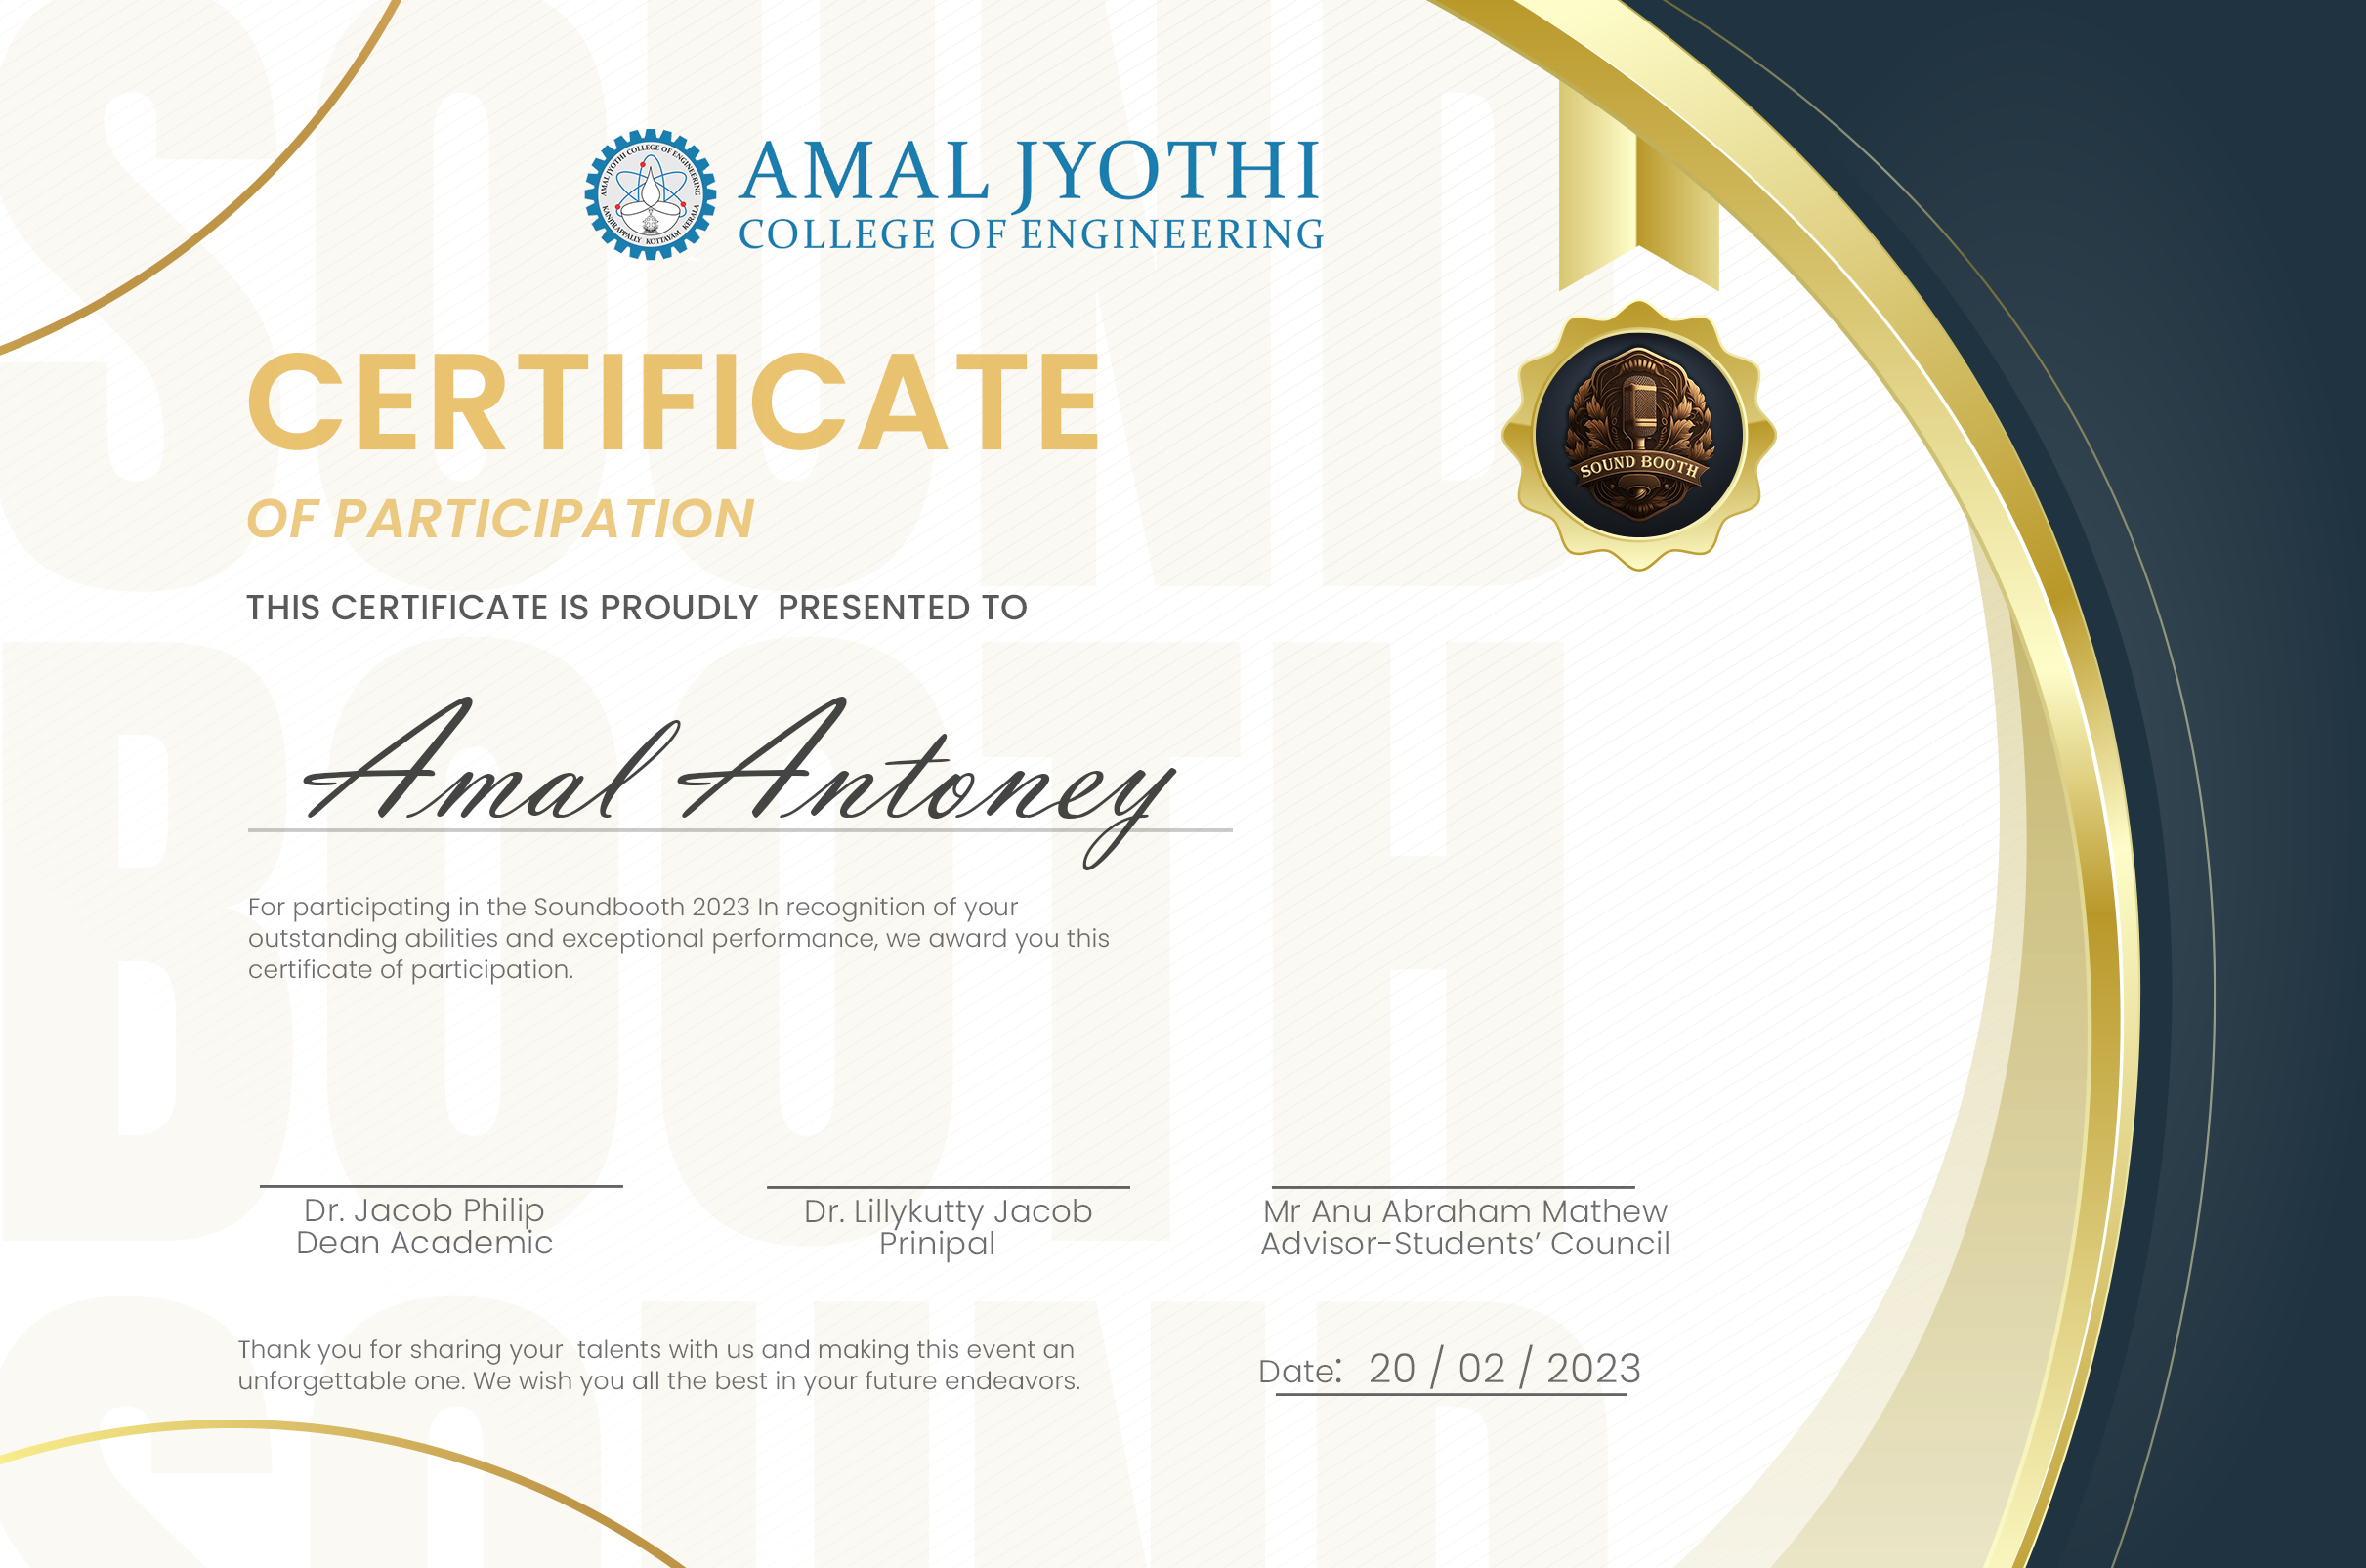 AMAL JYOTHI
COLLEGE OF ENGINEERING
AMAL JYOTHI COLLEGE OF ENGINEERING
KANJIRAPPALLY KOTTAYAM KERALA
CERTIFICATE
OF PARTICIPATION
SOUND BOOTH
THIS CERTIFICATE IS PROUDLY  PRESENTED TO
Amal Antoney
For participating in the Soundbooth 2023 In recognition of your
outstanding abilities and exceptional performance, we award you this
certificate of participation.
Dr. Jacob Philip
Dean Academic
Dr. Lillykutty Jacob
Prinipal
Mr Anu Abraham Mathew
Advisor-Students’ Council
Thank you for sharing your  talents with us and making this event an
unforgettable one. We wish you all the best in your future endeavors.
Date: 20 / 02 / 2023
SOUND
BOOTH
SOUND